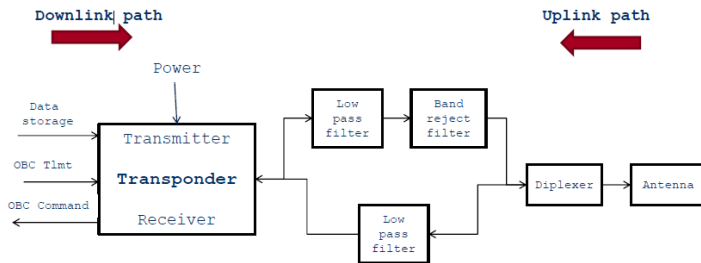 Downlink path
Uplink path
Power
Data
storage
OBC Tlmt
OBC Command
Transmitter
Transponder
Receiver
Low
pass
filter
Band
reject
filter
Low
pass
filter
Diplexer
Antenna